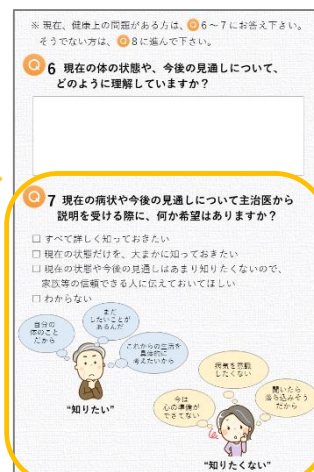 ※ 現在、健康上の問題がある方は、Q6～7にお答え下さい。
そうでない方は、Q8に進んで下さい。
Q6 現在の体の状態や、今後の見通しについて、
どのように理解していますか?
Q7 現在の病状や今後の見通しについて主治医から
説明を受ける際に、何か希望はありますか?
□ すべて詳しく知っておきたい
□ 現在の状態だけを、大まかに知っておきたい
□ 現在の状態や今後の見通しはあまり知りたくないので、
家族等の信頼できる人に伝えておいてほしい
□ わからない
自分の
体のこと
だから
まだ
したいことが
あるんだ
これからの生活を
具体的に
考えたいから
“知りたい”
病気を意識
したくない
今は
心の準備が
できてない
聞いたら
落ち込みそう
だから
“知りたくない”